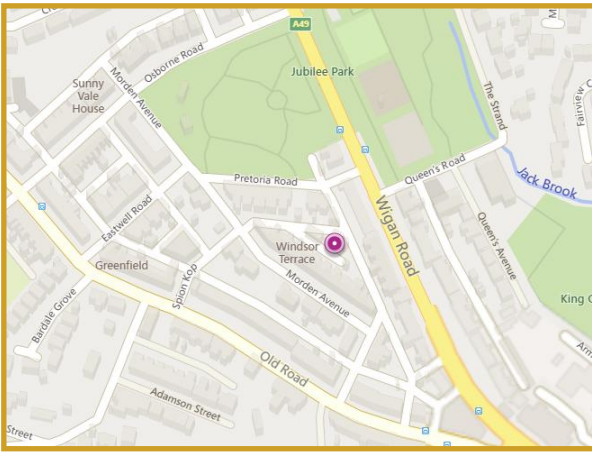 A49
Osborne Road
Jubilee Park
Sunny
Vale
House
Morden Avenue
The Strand
Fairview
Queen's Road
Jack Brook
Pretoria Road
Wigan Road
Eastwell Road
Queen's Avenue
Windsor
Terrace
Greenfield
Spion Kop
Morden Avenue
Bardale Grove
King
Old Road
Adamson Street
Street